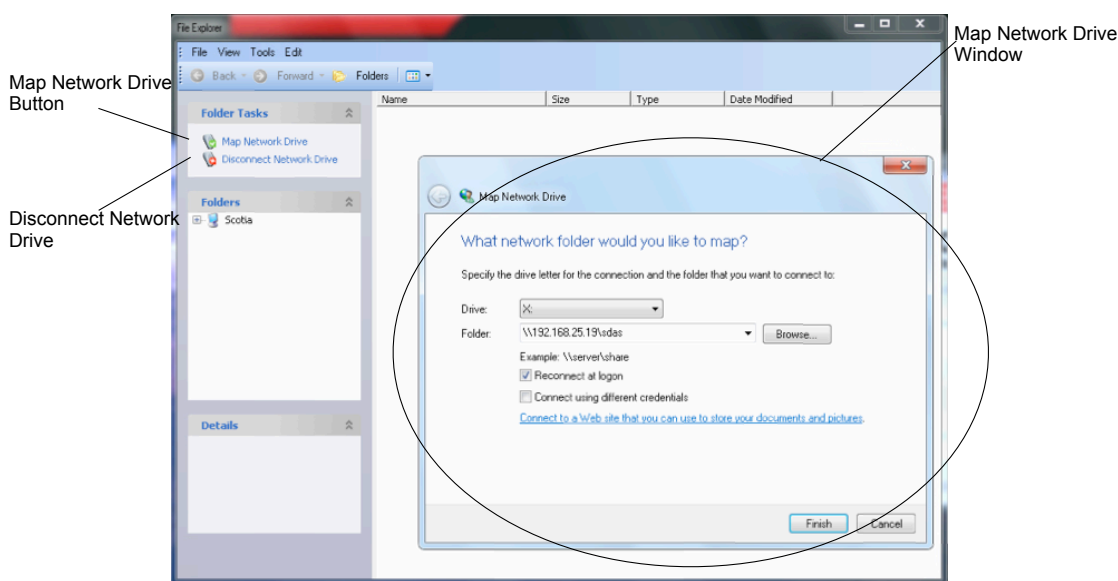 File Explorer
Map Network Drive
Window
File View Tools Edit
Back Forward Folders
Map Network Drive
Button
Name Size Type Date Modified
Folder Tasks
Map Network Drive
Disconnect Network Drive
Map Network Drive
Folders
Disconnect Network
Drive
Scotia
What network folder would you like to map?
Specify the drive letter for the connection and the folder that you want to connect to:
Drive: X:
Folder: \\192.168.25.19\sdas Browse...
Example: \\server\share
Reconnect at logon
Connect using different credentials
Connect to a Web site that you can use to store your documents and pictures.
Details
Finish Cancel